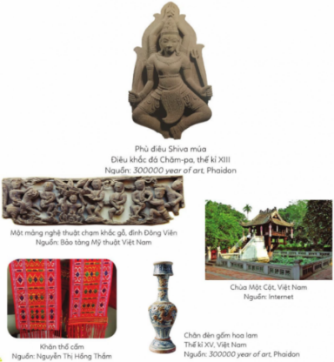 Phù điêu Shiva múa
Điêu khắc đá Chăm-pa, thế kỉ XIII
Nguồn: 300000 year of art, Phaidon
Một mảng nghệ thuật chạm khắc gỗ, đình Đông Viên
Nguồn: Bảo tàng Mỹ thuật Việt Nam
Chùa Một Cột, Việt Nam
Nguồn: Internet
Khăn thổ cẩm
Nguồn: Nguyễn Thị Hồng Thắm
Chân đèn gốm hoa lam
Thế kỉ XV, Việt Nam
Nguồn: 300000 year of art, Phaidon